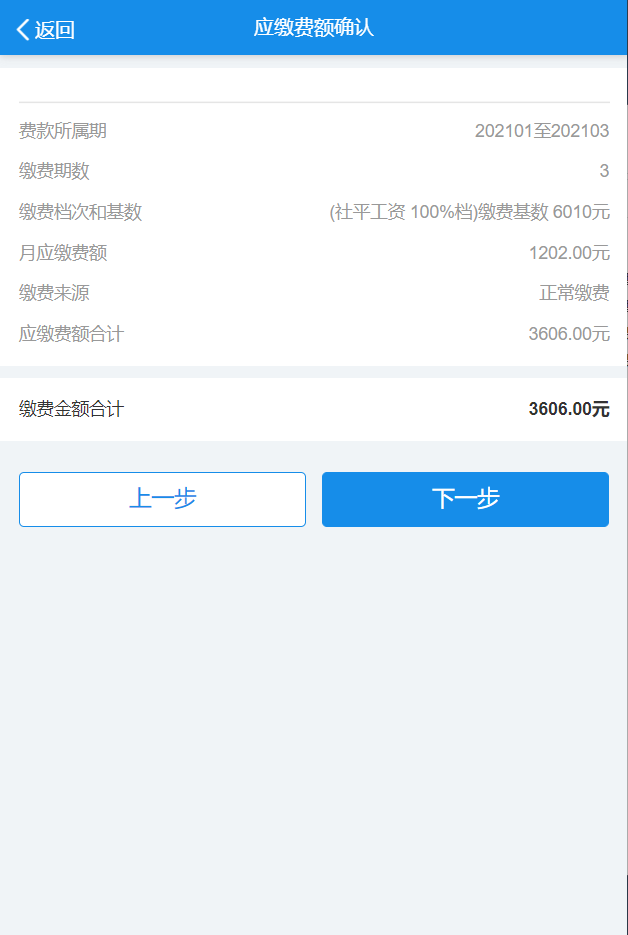 返回
应缴费额确认
费款所属期 202101至202103
缴费期数 3
缴费档次和基数 (社平工资 100%档)缴费基数 6010元
月应缴费额 1202.00元
缴费来源 正常缴费
应缴费额合计 3606.00元
缴费金额合计 3606.00元
上一步 下一步